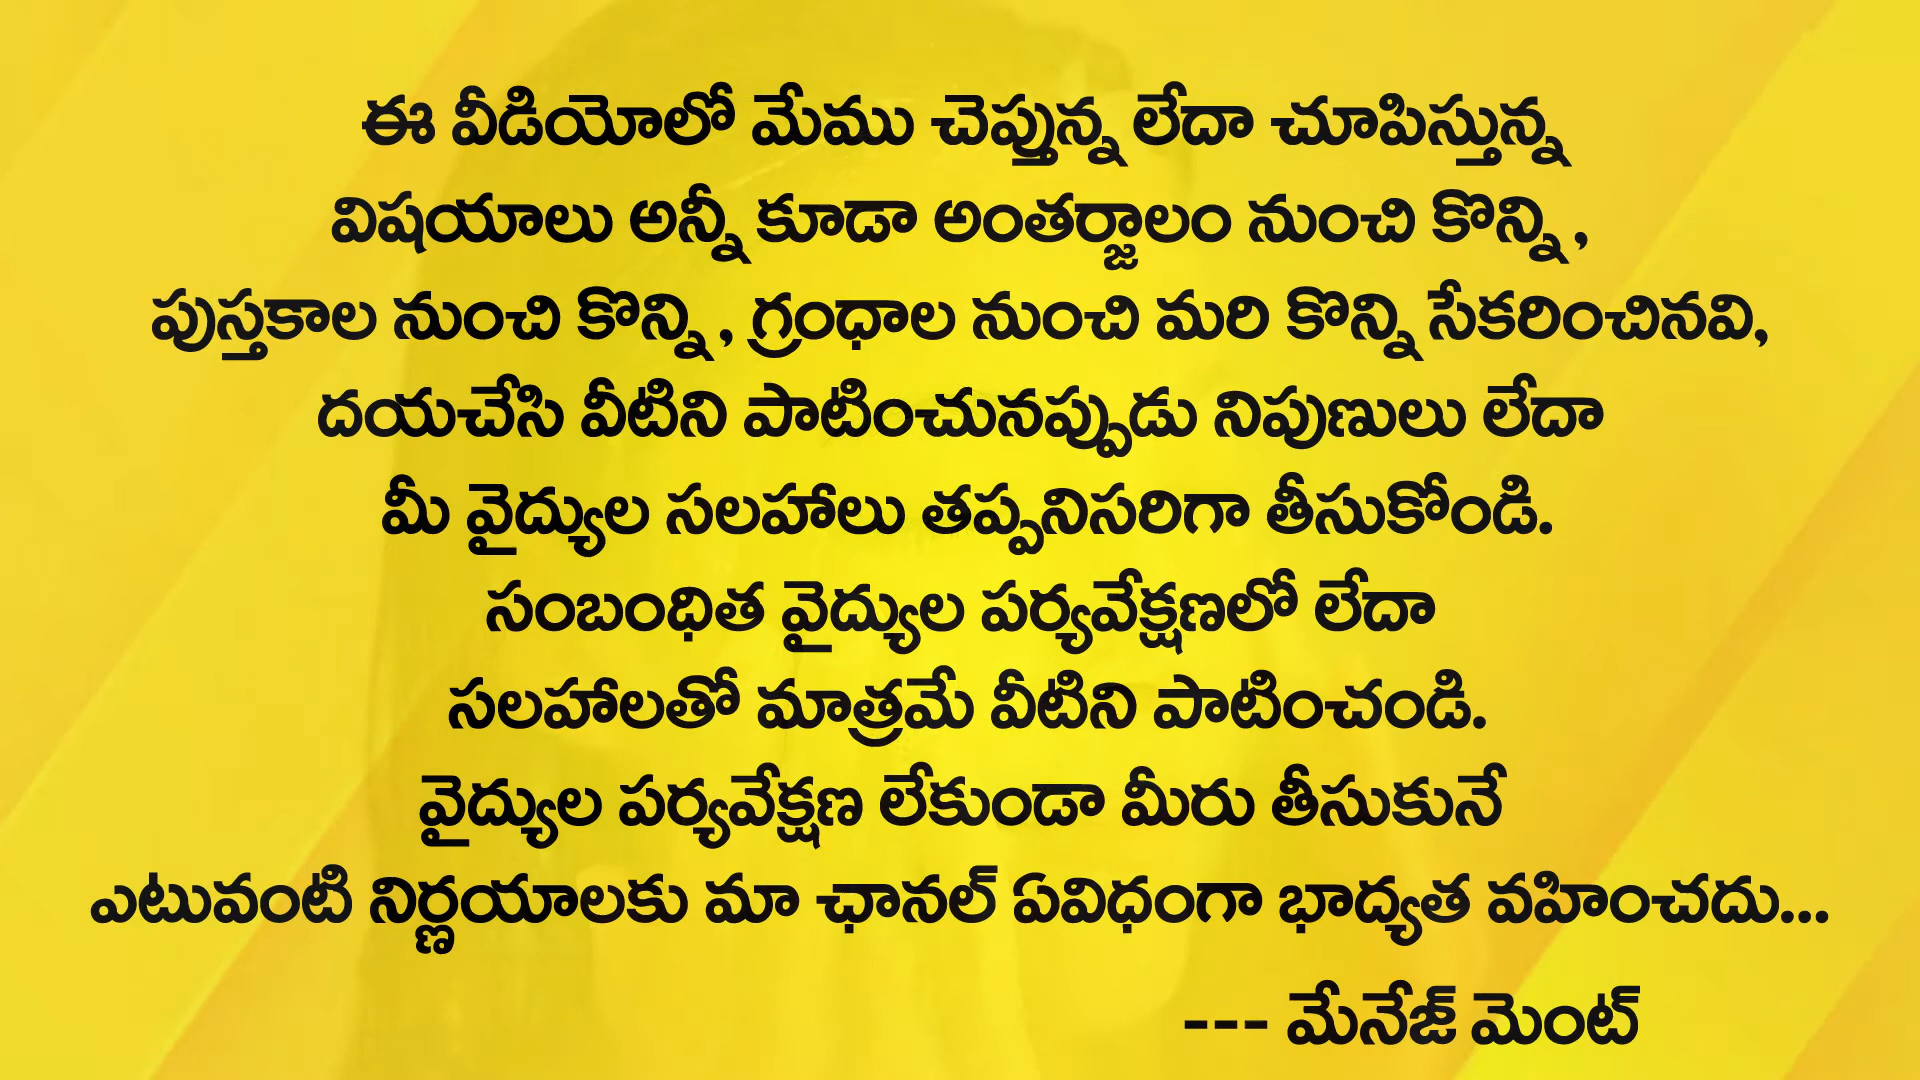 ఈ వీడియోలో మేము చెప్తున్న లేదా చూపిస్తున్న
విషయాలు అన్నీ కూడా అంతర్జాలం నుంచి కొన్ని,
పుస్తకాల నుంచి కొన్ని, గ్రంధాల నుంచి మరి కొన్ని సేకరించినవి,
దయచేసి వీటిని పాటించునప్పుడు నిపుణులు లేదా
మీ వైద్యుల సలహాలు తప్పనిసరిగా తీసుకోండి.
సంబంధిత వైద్యుల పర్యవేక్షణలో లేదా
సలహాలతో మాత్రమే వీటిని పాటించండి.
వైద్యుల పర్యవేక్షణ లేకుండా మీరు తీసుకునే
ఎటువంటి నిర్ణయాలకు మా ఛానల్ ఏవిధంగా భాద్యత వహించదు...
--- మేనేజ్ మెంట్